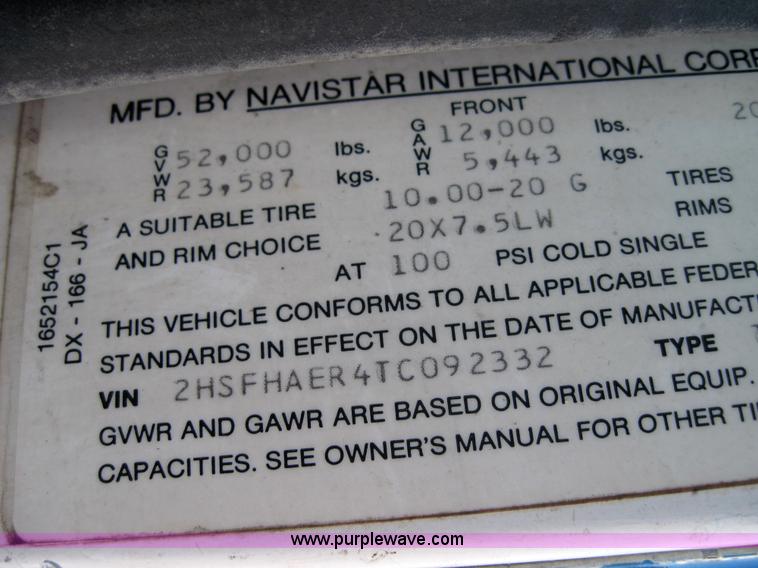 MFD. BY NAVISTAR INTERNATIONAL
FRONT
GVWR 52,000 lbs. GAWR 12,000 lbs.
23,587 kgs. 5,443 kgs.
A SUITABLE TIRE 10.00-20 G TIRES
AND RIM CHOICE 20X7.5LW RIMS
AT 100 PSI COLD SINGLE
THIS VEHICLE CONFORMS TO ALL APPLICABLE
STANDARDS IN EFFECT ON THE DATE OF
VIN 2HSFHAER4TC092332 TYPE
GVWR AND GAWR ARE BASED ON ORIGINAL EQUIP.
CAPACITIES. SEE OWNER'S MANUAL FOR OTHER
1652154C1
DX - 166 - JA
www.purplewave.com